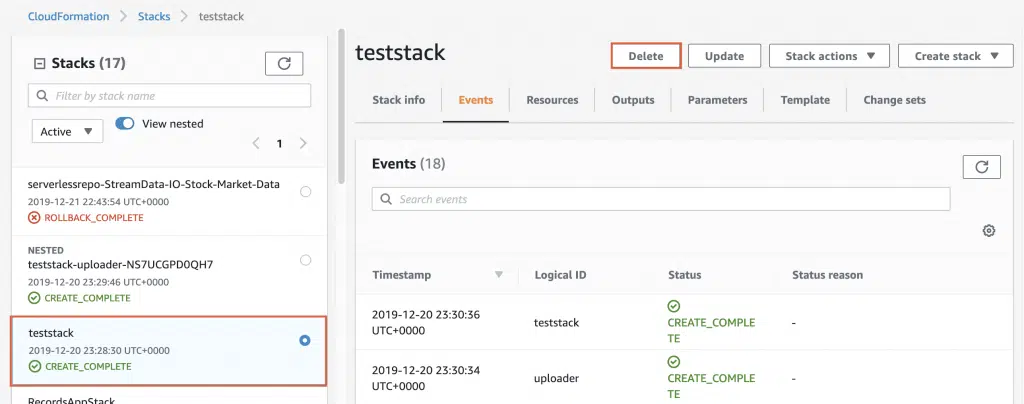 CloudFormation > Stacks > teststack
Stacks (17)
Filter by stack name
Active
View nested
1
serverlessrepo-StreamData-IO-Stock-Market-Data
2019-12-21 22:43:54 UTC+0000
ROLLBACK_COMPLETE
NESTED
teststack-uploader-NS7UCGPD0QH7
2019-12-20 23:29:46 UTC+0000
CREATE_COMPLETE
teststack
2019-12-20 23:28:30 UTC+0000
CREATE_COMPLETE
RecordsAppStack
teststack
Delete Update Stack actions Create stack
Stack info Events Resources Outputs Parameters Template Change sets
Events (18)
Search events
Timestamp Logical ID Status Status reason
2019-12-20 23:30:36
UTC+0000
teststack
CREATE_COMPLE
TE
-
2019-12-20 23:30:34
UTC+0000
uploader
CREATE_COMPLE
TE
-